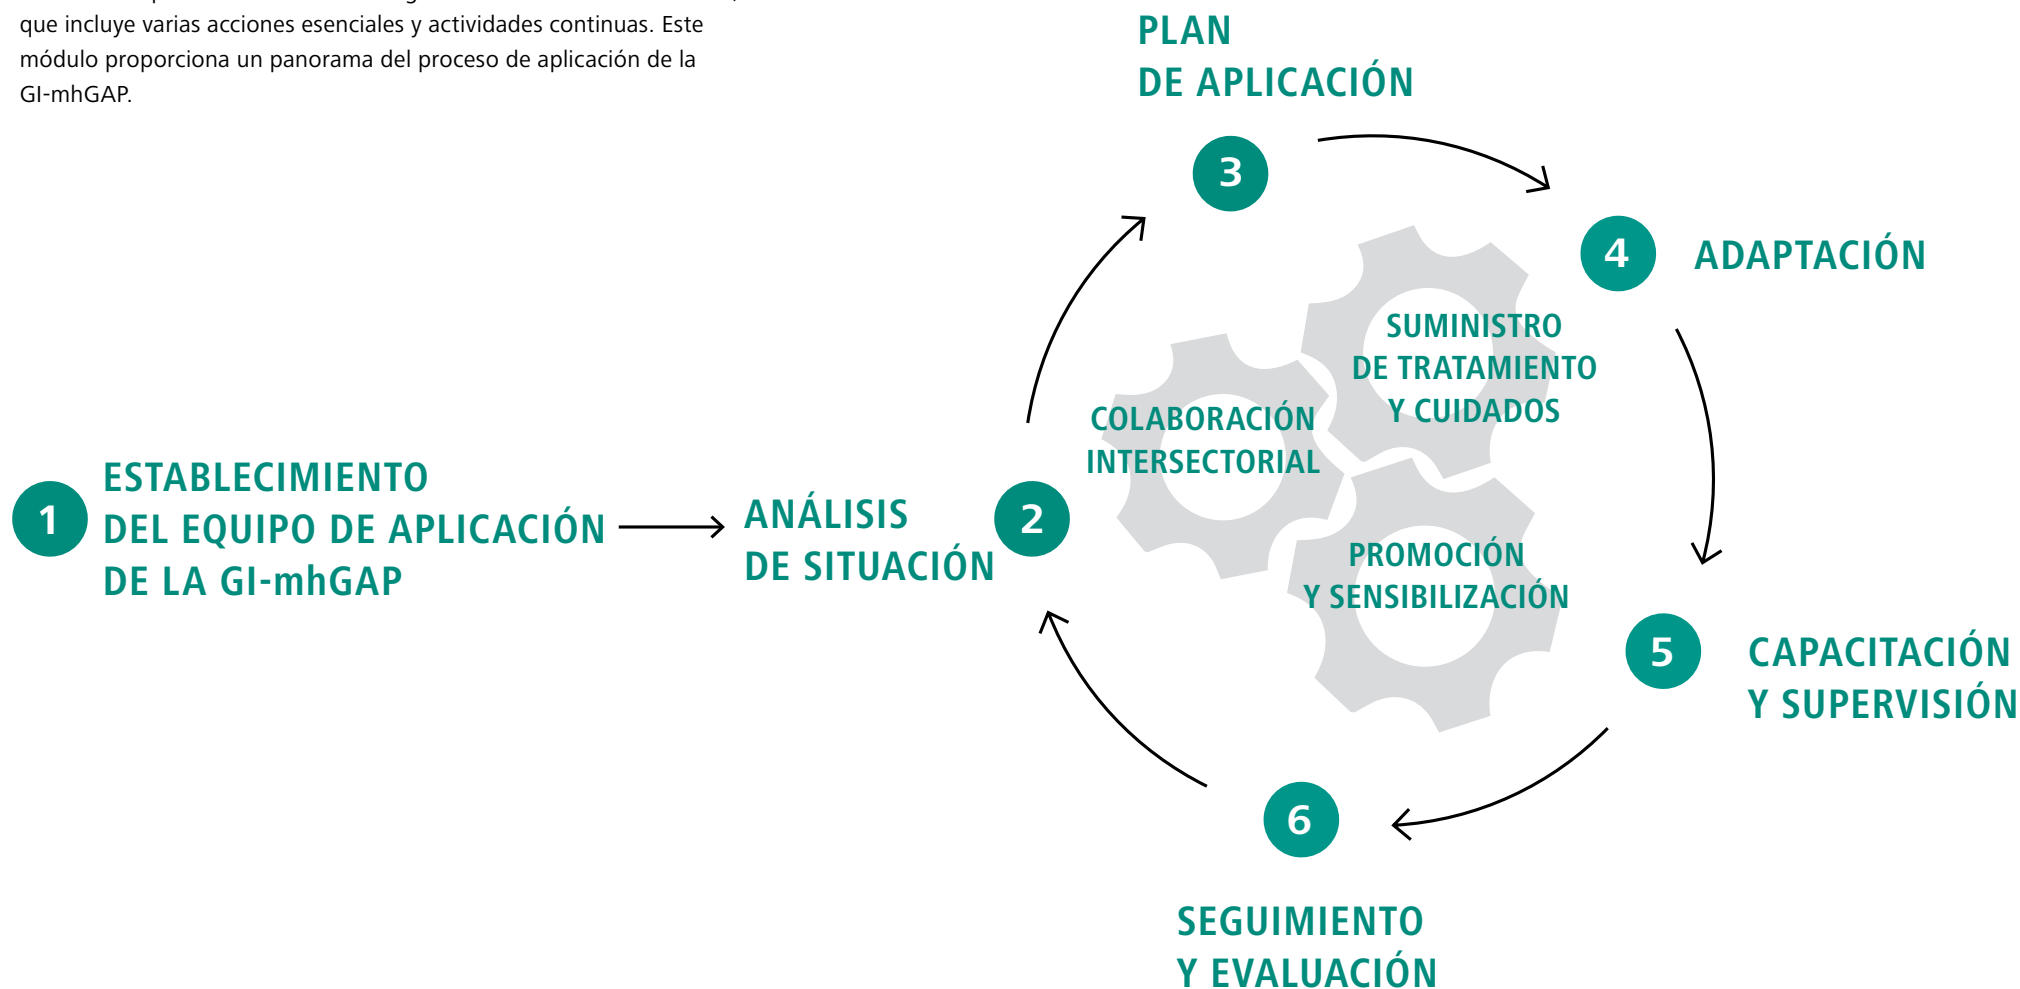 que incluye varias acciones esenciales y actividades continuas. Este
módulo proporciona un panorama del proceso de aplicación de la
GI-mhGAP.
1
ESTABLECIMIENTO
DEL EQUIPO DE APLICACIÓN
DE LA GI-mhGAP
ANÁLISIS
DE SITUACIÓN
2
PLAN
DE APLICACIÓN
3
4
ADAPTACIÓN
5
CAPACITACIÓN
Y SUPERVISIÓN
6
SEGUIMIENTO
Y EVALUACIÓN
COLABORACIÓN
INTERSECTORIAL
SUMINISTRO
DE TRATAMIENTO
Y CUIDADOS
PROMOCIÓN
Y SENSIBILIZACIÓN